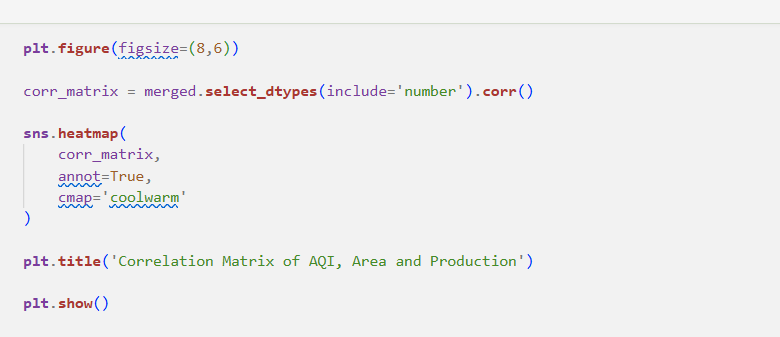 plt.figure(figsize=(8,6))
corr_matrix = merged.select_dtypes(include='number').corr()
sns.heatmap(
    corr_matrix,
    annot=True,
    cmap='coolwarm'
)
plt.title('Correlation Matrix of AQI, Area and Production')
plt.show()